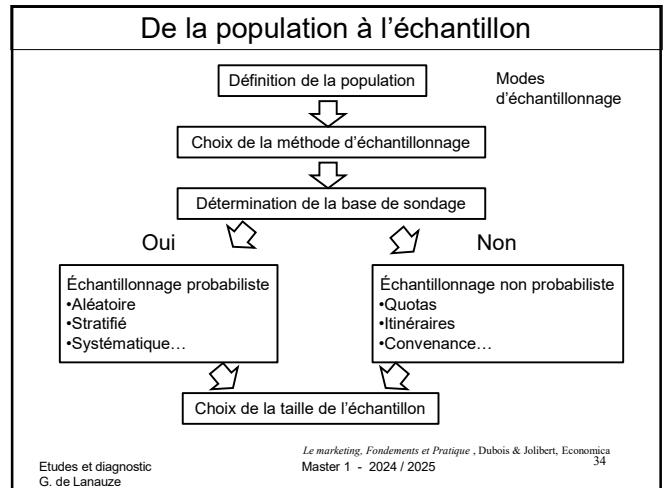 De la population à l’échantillon
Définition de la population
Modes
d’échantillonnage
Choix de la méthode d’échantillonnage
Détermination de la base de sondage
Oui
Non
Échantillonnage probabiliste
•Aléatoire
•Stratifié
•Systématique…
Échantillonnage non probabiliste
•Quotas
•Itinéraires
•Convenance…
Choix de la taille de l’échantillon
Le marketing, Fondements et Pratique , Dubois & Jolibert, Economica
Etudes et diagnostic
G. de Lanauze
Master 1 - 2024 / 2025
34